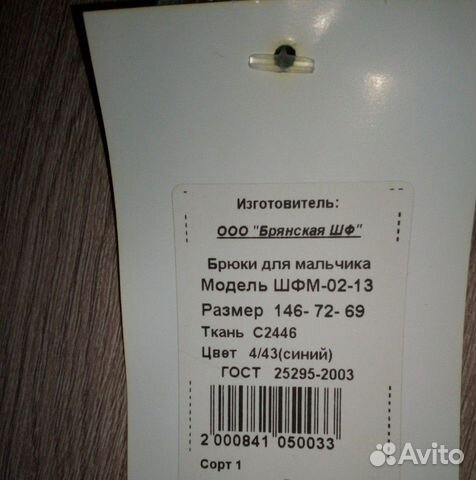 Изготовитель:
ООО "Брянская ШФ"
Брюки для мальчика
Модель ШФМ-02-13
Размер 146- 72- 69
Ткань С2446
Цвет 4/43(синий)
ГОСТ 25295-2003
2 000841 050033
Сорт 1
Avito